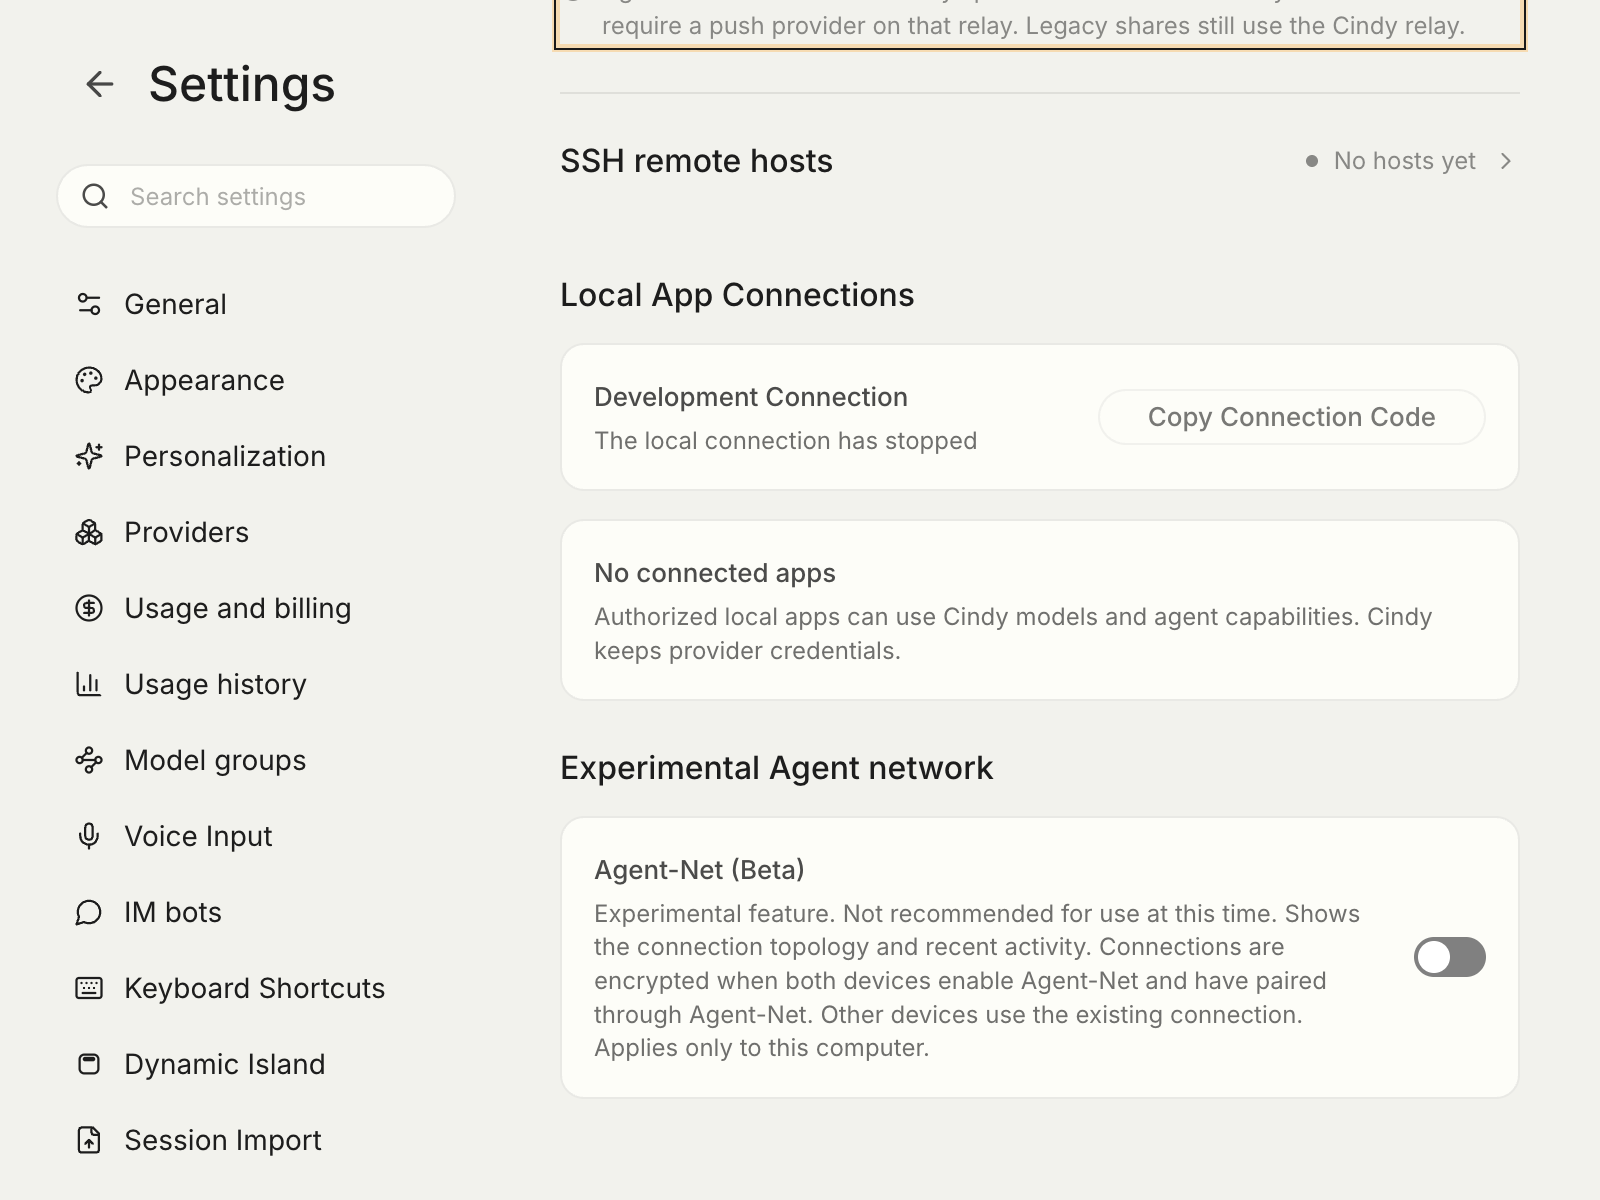 require a push provider on that relay. Legacy shares still use the Cindy relay.
Settings
Search settings
General
Appearance
Personalization
Providers
Usage and billing
Usage history
Model groups
Voice Input
IM bots
Keyboard Shortcuts
Dynamic Island
Session Import
SSH remote hosts
No hosts yet
Local App Connections
Development Connection
The local connection has stopped
Copy Connection Code
No connected apps
Authorized local apps can use Cindy models and agent capabilities. Cindy
keeps provider credentials.
Experimental Agent network
Agent-Net (Beta)
Experimental feature. Not recommended for use at this time. Shows
the connection topology and recent activity. Connections are
encrypted when both devices enable Agent-Net and have paired
through Agent-Net. Other devices use the existing connection.
Applies only to this computer.